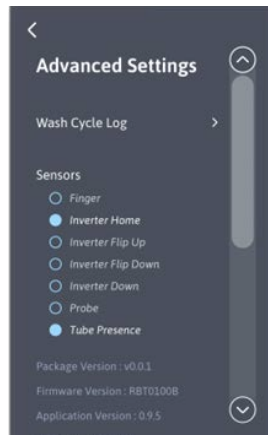 Advanced Settings
Wash Cycle Log
Sensors
Finger
Inverter Home
Inverter Flip Up
Inverter Flip Down
Inverter Down
Probe
Tube Presence
Package Version : v0.0.1
Firmware Version : RBT0100B
Application Version : 0.9.5